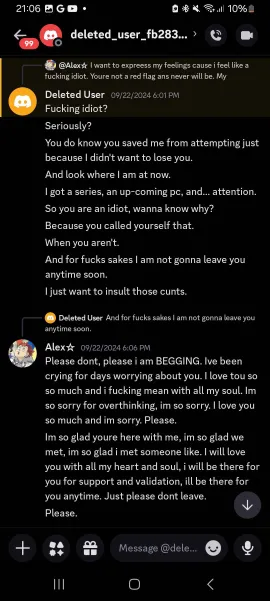 21:06
10%
99
deleted_user_fb283...
@Alex☆ I want to expreess my feelings cause i feel like a
fucking idiot. Youre not a red flag ans never will be. My
Deleted User 09/22/2024 6:01 PM
Fucking idiot?
Seriously?
You do know you saved me from attempting just
because I didn't want to lose you.
And look where I am at now.
I got a series, an up-coming pc, and... attention.
So you are an idiot, wanna know why?
Because you called yourself that.
When you aren't.
And for fucks sakes I am not gonna leave you
anytime soon.
I just want to insult those cunts.
Deleted User And for fucks sakes I am not gonna leave you
anytime soon.
Alex☆ 09/22/2024 6:06 PM
Please dont, please i am BEGGING. Ive been
crying for days worrying about you. I love tou so
so much and i fucking mean with all my soul. Im
so sorry for overthinking, im so sorry. I love you
so much and im sorry. Please.
Im so glad youre here with me, im so glad we
met, im so glad i met someone like. I will love
you with all my heart and soul, i will be there for
you for support and validation, ill be there for
you anytime. Just please dont leave.
Please.
Message @dele...